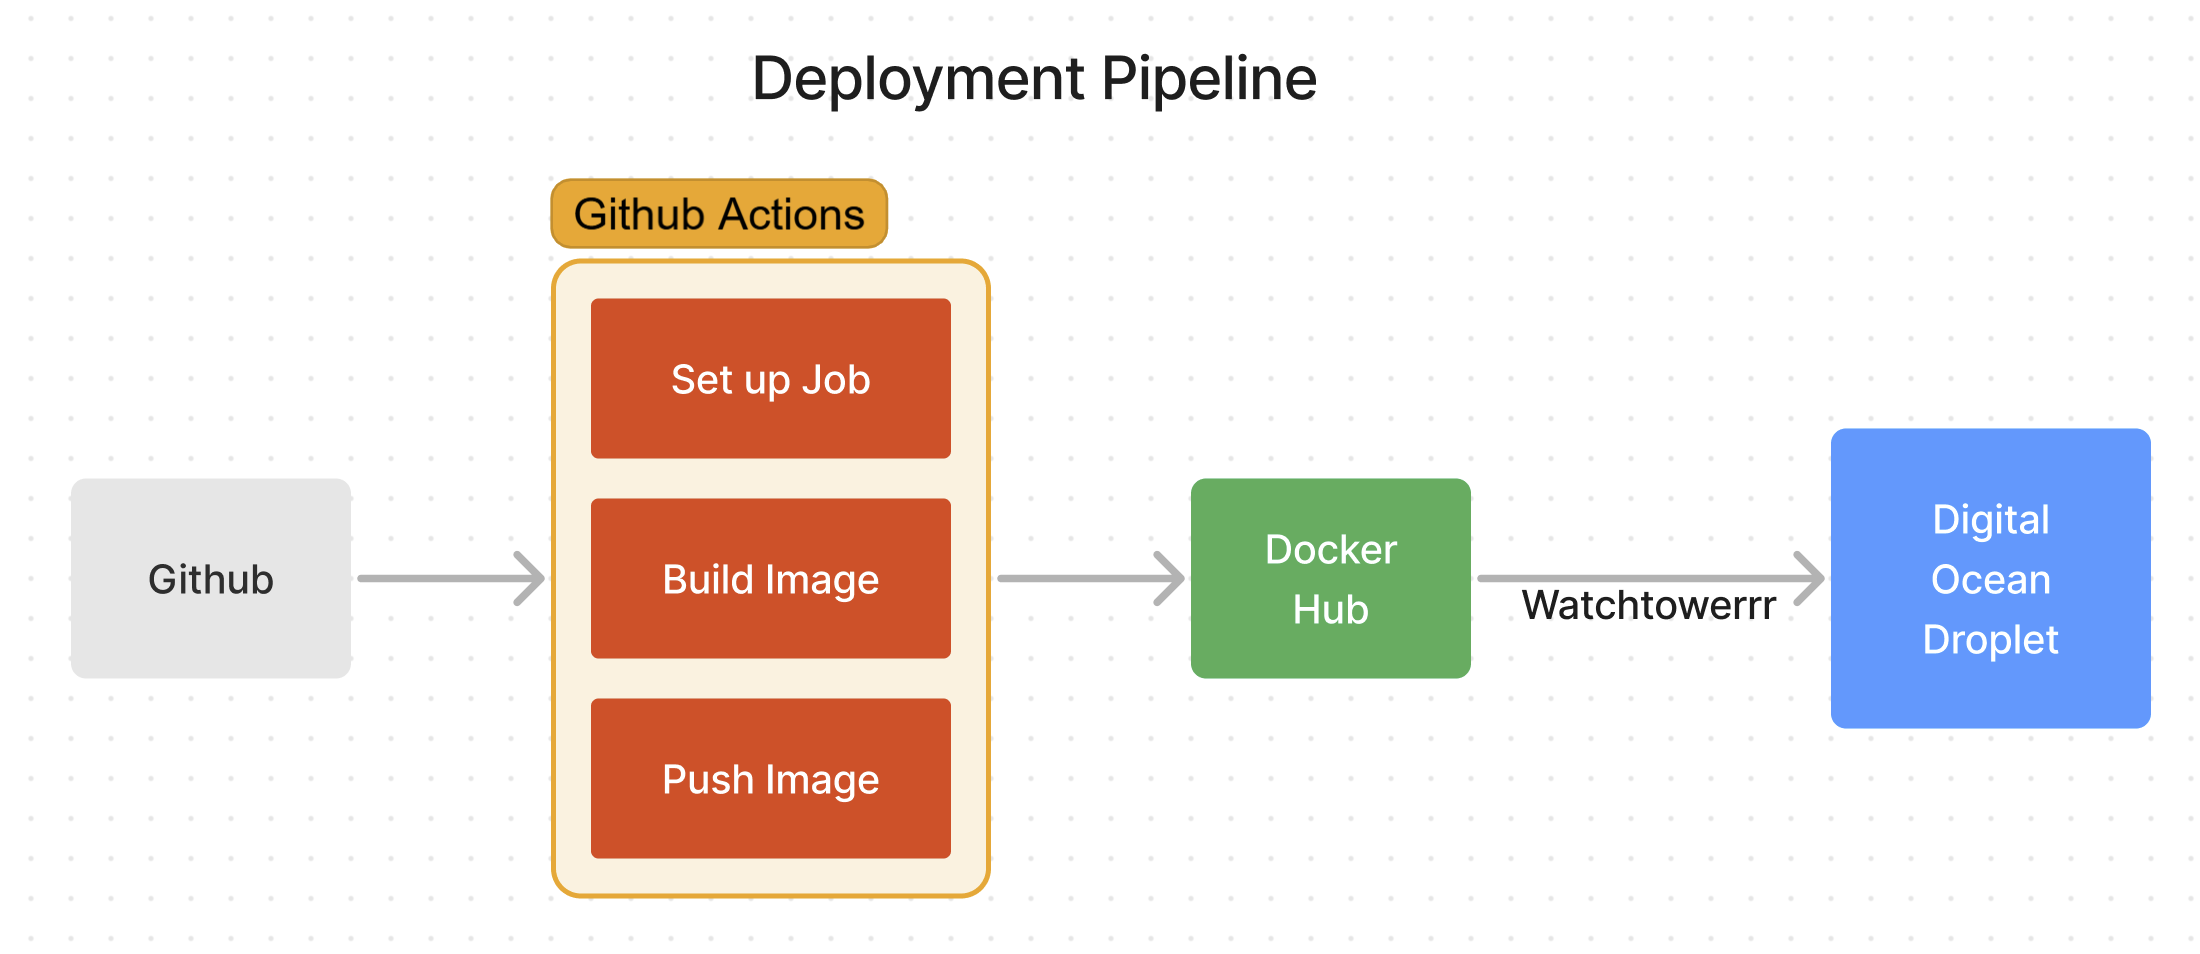 Deployment Pipeline
Github Actions
Set up Job
Github
Build Image
Push Image
Docker
Hub
Watchtowerrr
Digital
Ocean
Droplet